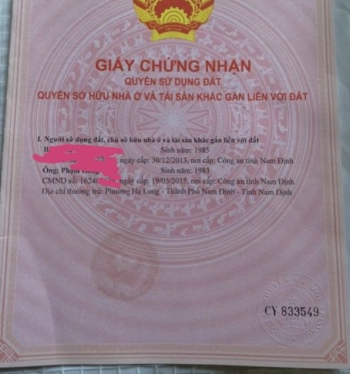 GIẤY CHỨNG NHẬN
QUYỀN SỬ DỤNG ĐẤT
QUYỀN SỞ HỮU NHÀ Ở VÀ TÀI SẢN KHÁC GẮN LIỀN VỚI ĐẤT
I. Người sử dụng đất, chủ sở hữu nhà ở và tài sản khác gắn liền với đất
Sinh năm: 1985
cấp: 30/12/2013, nơi cấp: Công an tỉnh Nam Định
Ông: Phạm Sinh năm: 1983
CMND số: ngày cấp: 19/05/2015, nơi cấp: Công an tỉnh Nam Định
Địa chỉ thường trú: Phường Hạ Long - Thành Phố Nam Định - Tỉnh Nam Định
CY 833549